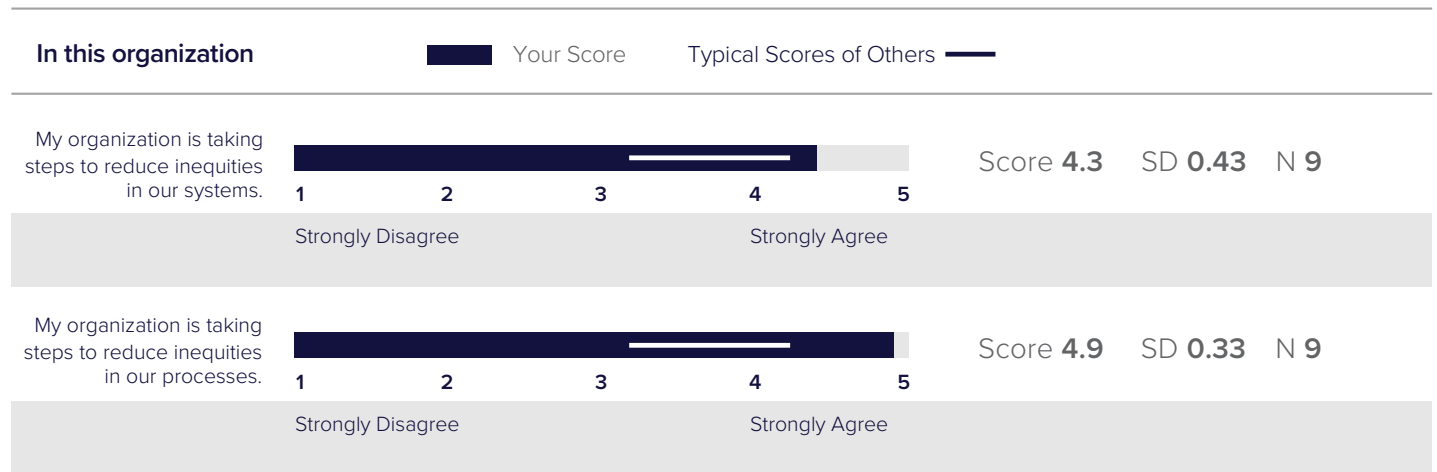 In this organization Your Score Typical Scores of Others
My organization is taking
steps to reduce inequities
in our systems.
Score 4.3 SD 0.43 N 9
1 2 3 4 5
Strongly Disagree Strongly Agree
My organization is taking
steps to reduce inequities
in our processes.
Score 4.9 SD 0.33 N 9
1 2 3 4 5
Strongly Disagree Strongly Agree